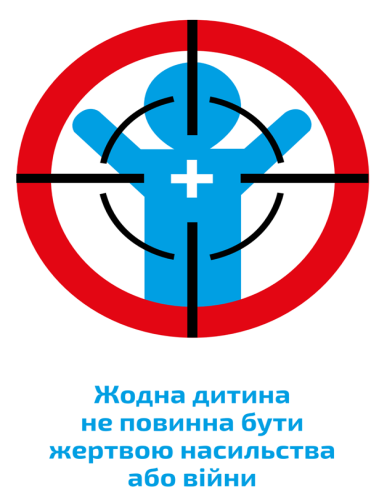 Жодна дитина
не повинна бути
жертвою насильства
або війни